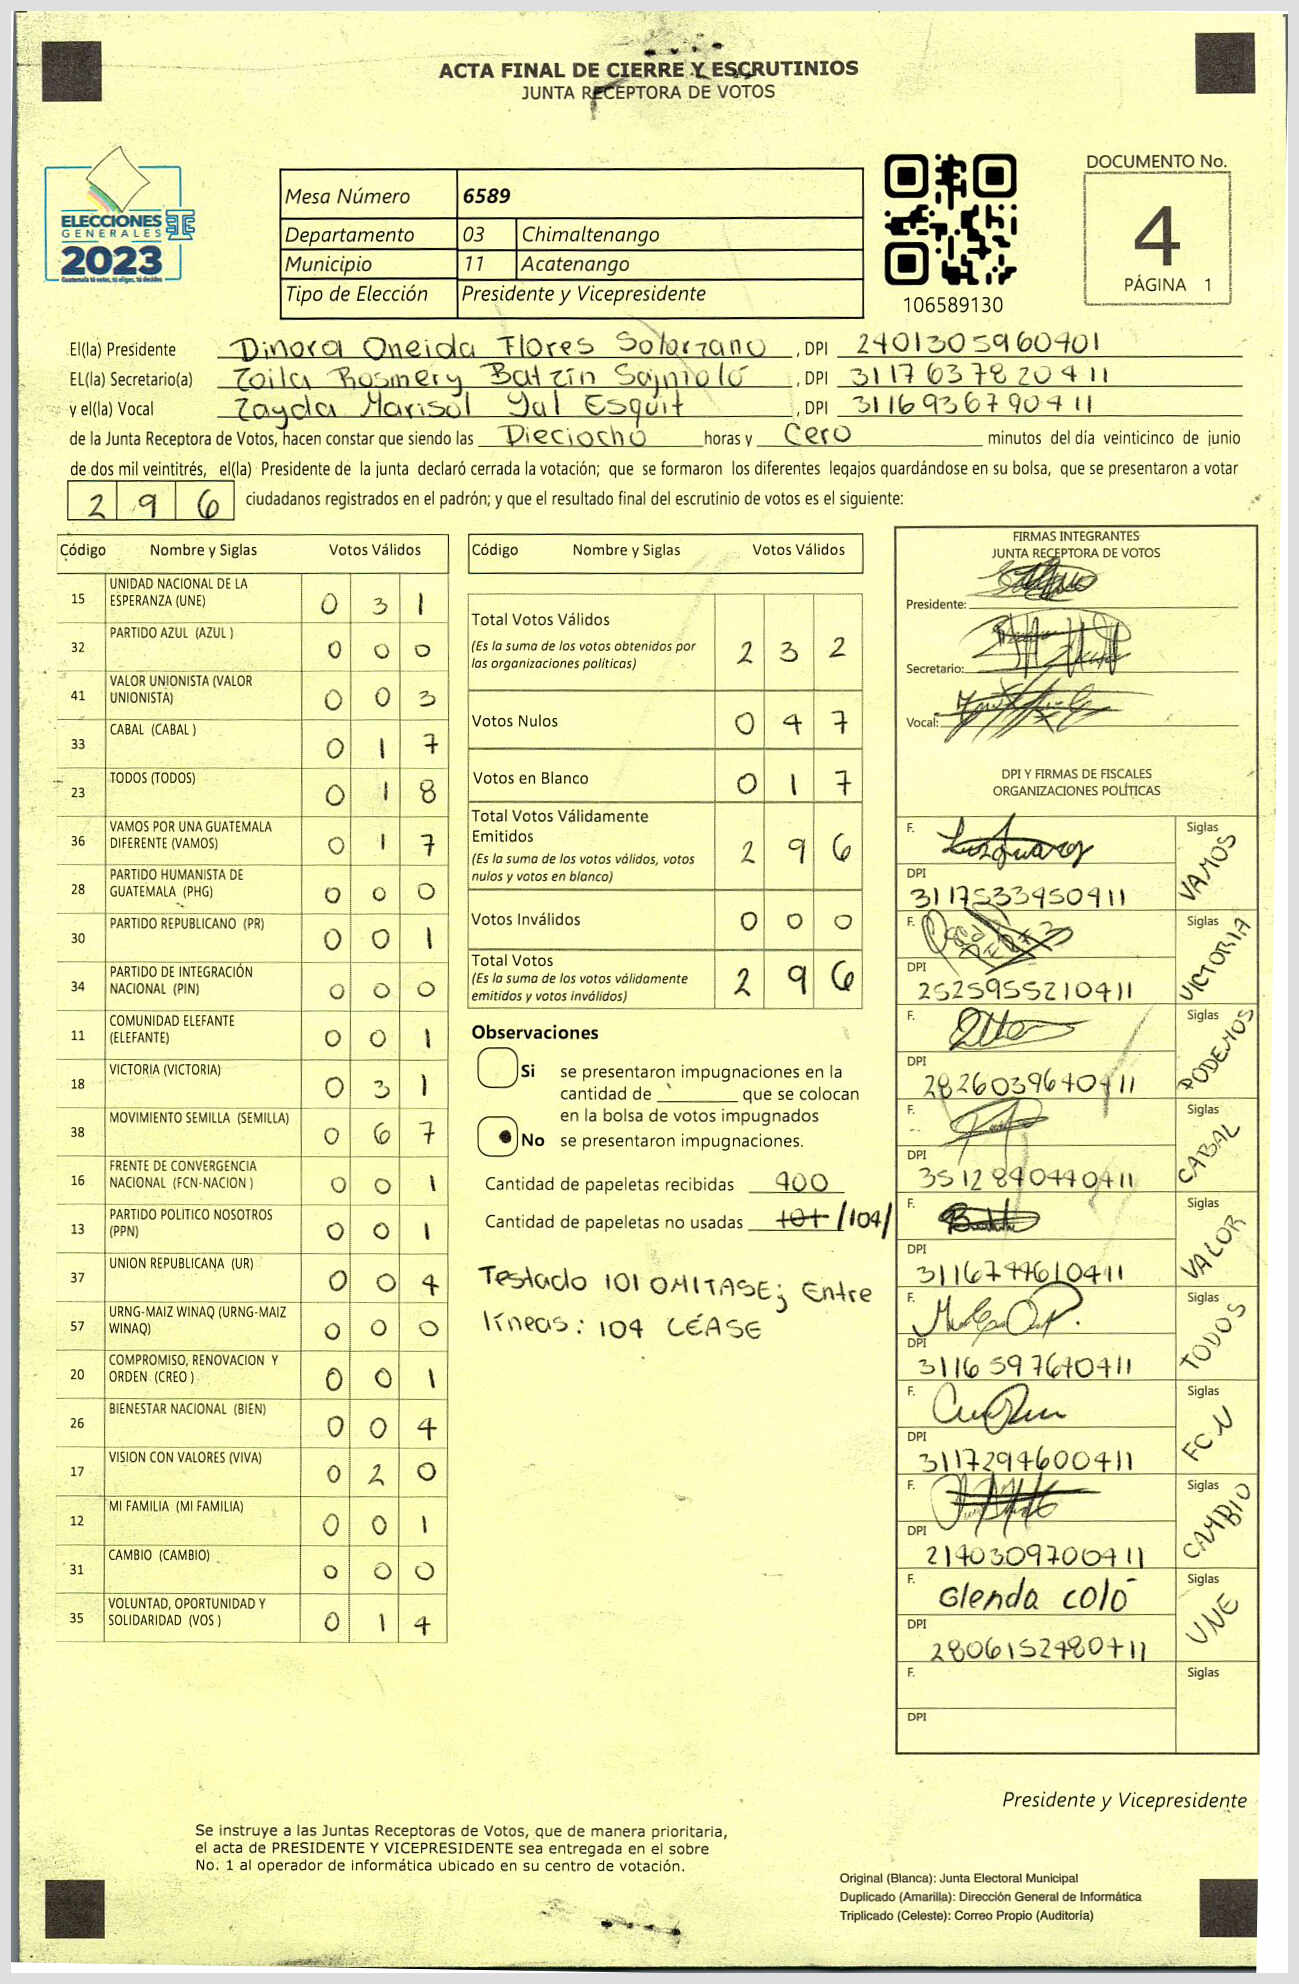 ACTA FINAL DE CIERRE Y ESCRUTINIOS
JUNTA RECEPTORA DE VOTOS
ELECCIONES
GENERALES
2023
Mesa Número 6589
Departamento 03 Chimaltenango
Municipio 11 Acatenango
Tipo de Elección Presidente y Vicepresidente
106589130
DOCUMENTO No.
4
PÁGINA 1
El(la) Presidente Dinora Oneida Flores Solorzano, DPI 2401305960401
EL(la) Secretario(a) Zoila Rosmery Batzín Sajnioló, DPI 3117637820411
y el(la) Vocal Zayda Marisol Yal Esquit, DPI 3116936790411
de la Junta Receptora de Votos, hacen constar que siendo las Dieciocho horas y Cero minutos del día veinticinco de junio
de dos mil veintitrés, el(la) Presidente de la junta declaró cerrada la votación; que se formaron los diferentes legajos guardándose en su bolsa, que se presentaron a votar
296 ciudadanos registrados en el padrón; y que el resultado final del escrutinio de votos es el siguiente:
Código Nombre y Siglas Votos Válidos
15 UNIDAD NACIONAL DE LA ESPERANZA (UNE) 0 3 1
32 PARTIDO AZUL (AZUL ) 0 0 0
41 VALOR UNIONISTA (VALOR UNIONISTA) 0 0 3
33 CABAL (CABAL ) 0 1 7
23 TODOS (TODOS) 0 1 8
36 VAMOS POR UNA GUATEMALA DIFERENTE (VAMOS) 0 1 7
28 PARTIDO HUMANISTA DE GUATEMALA (PHG) 0 0 0
30 PARTIDO REPUBLICANO (PR) 0 0 1
34 PARTIDO DE INTEGRACIÓN NACIONAL (PIN) 0 0 0
11 COMUNIDAD ELEFANTE (ELEFANTE) 0 0 1
18 VICTORIA (VICTORIA) 0 3 1
38 MOVIMIENTO SEMILLA (SEMILLA) 0 6 7
16 FRENTE DE CONVERGENCIA NACIONAL (FCN-NACION ) 0 0 1
13 PARTIDO POLITICO NOSOTROS (PPN) 0 0 1
37 UNION REPUBLICANA (UR) 0 0 4
57 URNG-MAIZ WINAQ (URNG-MAIZ WINAQ) 0 0 0
20 COMPROMISO, RENOVACION Y ORDEN (CREO ) 0 0 1
26 BIENESTAR NACIONAL (BIEN) 0 0 4
17 VISION CON VALORES (VIVA) 0 2 0
12 MI FAMILIA (MI FAMILIA) 0 0 1
31 CAMBIO (CAMBIO) 0 0 0
35 VOLUNTAD, OPORTUNIDAD Y SOLIDARIDAD (VOS ) 0 1 4
Código Nombre y Siglas Votos Válidos
Total Votos Válidos 2 3 2
(Es la suma de los votos obtenidos por
las organizaciones politicas)
Votos Nulos 0 4 7
Votos en Blanco 0 1 7
Total Votos Válidamente
Emitidos 2 9 6
(Es la suma de los votos válidos, votos
nulos y votos en blanco)
Votos Inválidos 0 0 0
Total Votos 2 9 6
(Es la suma de los votos válidamente
emitidos y votos inválidos)
Observaciones
Si se presentaron impugnaciones en la
cantidad de ________ que se colocan
en la bolsa de votos impugnados
No se presentaron impugnaciones.
Cantidad de papeletas recibidas 400
Cantidad de papeletas no usadas 101 /104/
Testado 101 OMITASE; Entre
líneas: 104 LÉASE
FIRMAS INTEGRANTES
JUNTA RECEPTORA DE VOTOS
Presidente:
Secretario:
Vocal:
DPI Y FIRMAS DE FISCALES
ORGANIZACIONES POLÍTICAS
F. Siglas VAMOS
DPI 3117533950411
F. Siglas VICTORIA
DPI 2525955210411
F. Siglas PODEMOS
DPI 2826039640411
F. Siglas CABAL
DPI 3512840440411
F. Siglas VALOR
DPI 3116744610411
F. Siglas TODOS
DPI 3116597640411
F. Siglas FCN
DPI 3117294600411
F. Siglas CAMBIO
DPI 2140309700411
F. Glenda Coló Siglas UNE
DPI 2806152480411
F. Siglas
DPI
Presidente y Vicepresidente
Se instruye a las Juntas Receptoras de Votos, que de manera prioritaria,
el acta de PRESIDENTE Y VICEPRESIDENTE sea entregada en el sobre
No. 1 al operador de informática ubicado en su centro de votación.
Original (Blanca): Junta Electoral Municipal
Duplicado (Amarilla): Dirección General de Informática
Triplicado (Celeste): Correo Propio (Auditoría)